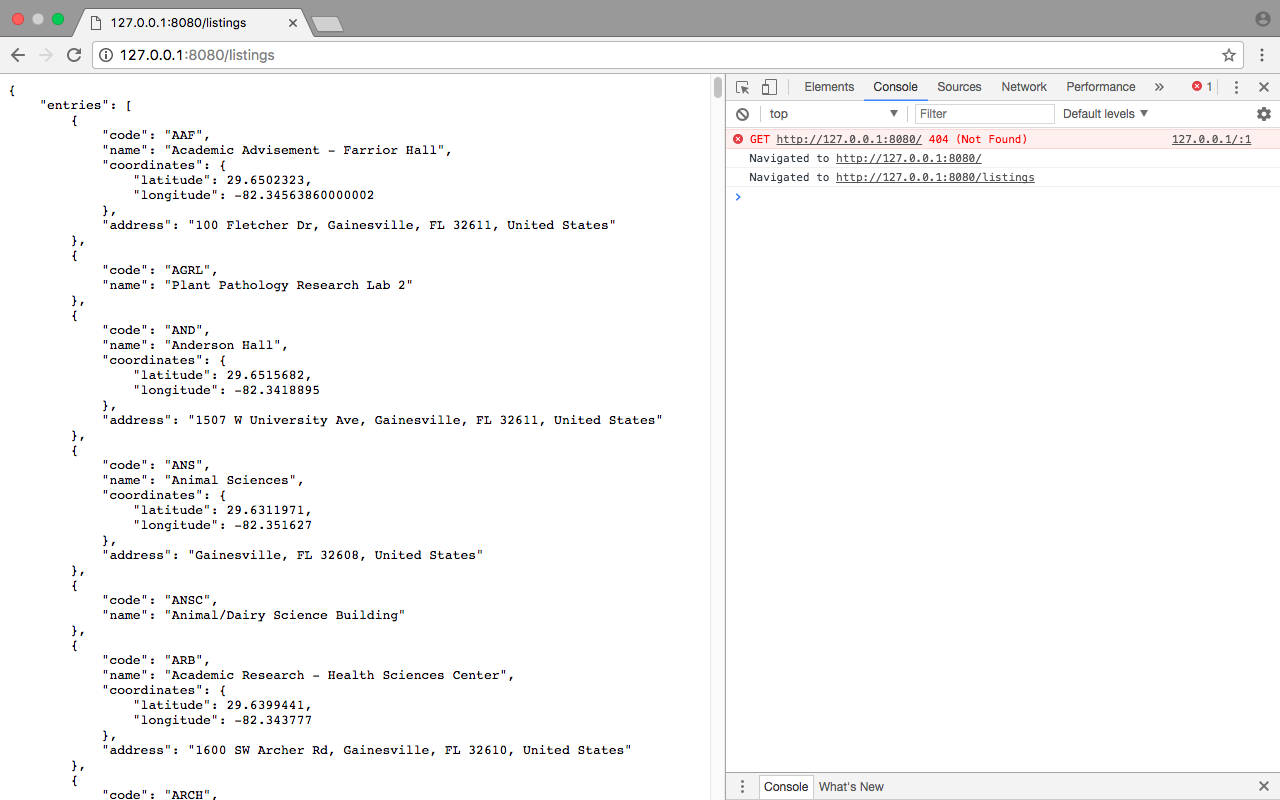 127.0.0.1:8080/listings
127.0.0.1:8080/listings
{
    "entries": [
        {
            "code": "AAF",
            "name": "Academic Advisement - Farrior Hall",
            "coordinates": {
                "latitude": 29.6502323,
                "longitude": -82.34563860000002
            },
            "address": "100 Fletcher Dr, Gainesville, FL 32611, United States"
        },
        {
            "code": "AGRL",
            "name": "Plant Pathology Research Lab 2"
        },
        {
            "code": "AND",
            "name": "Anderson Hall",
            "coordinates": {
                "latitude": 29.6515682,
                "longitude": -82.3418895
            },
            "address": "1507 W University Ave, Gainesville, FL 32611, United States"
        },
        {
            "code": "ANS",
            "name": "Animal Sciences",
            "coordinates": {
                "latitude": 29.6311971,
                "longitude": -82.351627
            },
            "address": "Gainesville, FL 32608, United States"
        },
        {
            "code": "ANSC",
            "name": "Animal/Dairy Science Building"
        },
        {
            "code": "ARB",
            "name": "Academic Research - Health Sciences Center",
            "coordinates": {
                "latitude": 29.6399441,
                "longitude": -82.343777
            },
            "address": "1600 SW Archer Rd, Gainesville, FL 32610, United States"
        },
        {
            "code": "ARCH",
Elements Console Sources Network Performance » 1
top Filter Default levels
GET http://127.0.0.1:8080/ 404 (Not Found) 127.0.0.1/:1
Navigated to http://127.0.0.1:8080/
Navigated to http://127.0.0.1:8080/listings
Console What's New